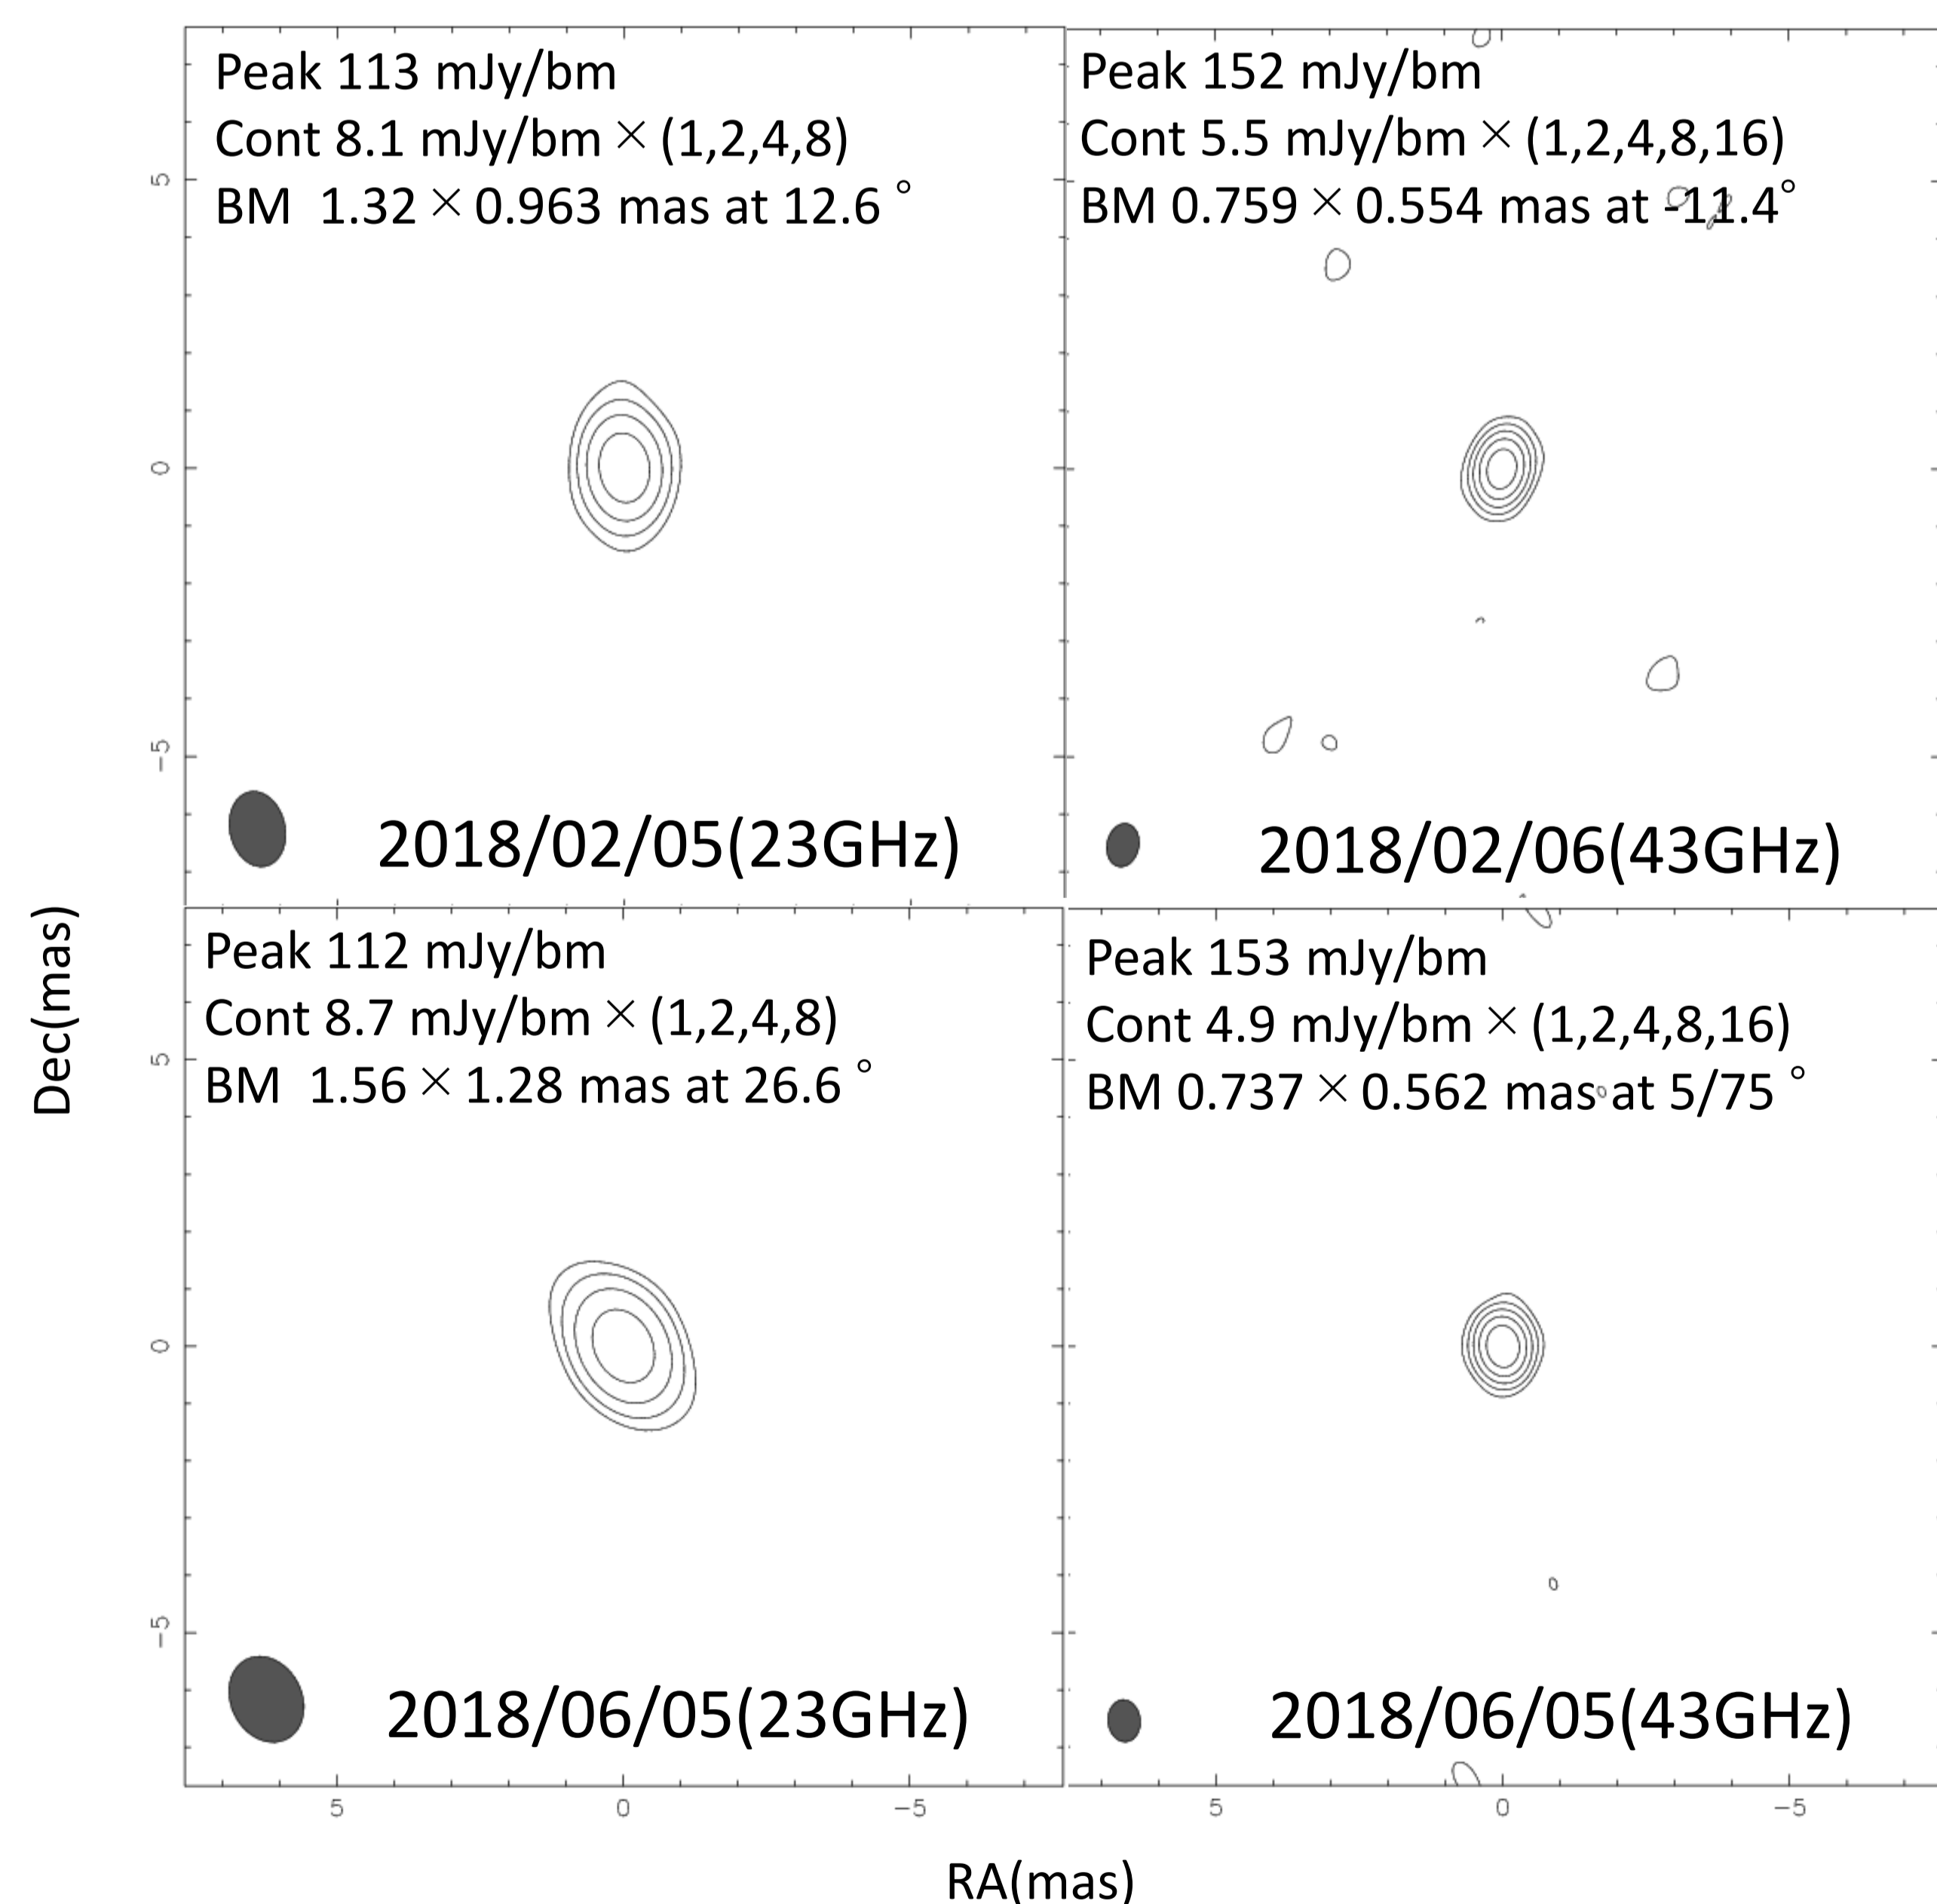 Peak 113 mJy/bm
Cont 8.1 mJy/bm×(1,2,4,8)
BM 1.32×0.963 mas at 12.6°
5
0
−5
2018/02/05(23GHz)
Peak 152 mJy/bm
Cont 5.5 mJy/bm×(1,2,4,8,16)
BM 0.759×0.554 mas at -11.4°
2018/02/06(43GHz)
Dec(mas)
Peak 112 mJy/bm
Cont 8.7 mJy/bm×(1,2,4,8)
BM 1.56×1.28 mas at 26.6°
5
0
−5
2018/06/05(23GHz)
5 0 −5
Peak 153 mJy/bm
Cont 4.9 mJy/bm×(1,2,4,8,16)
BM 0.737×0.562 mas at 5/75°
2018/06/05(43GHz)
5 0 −5
RA(mas)